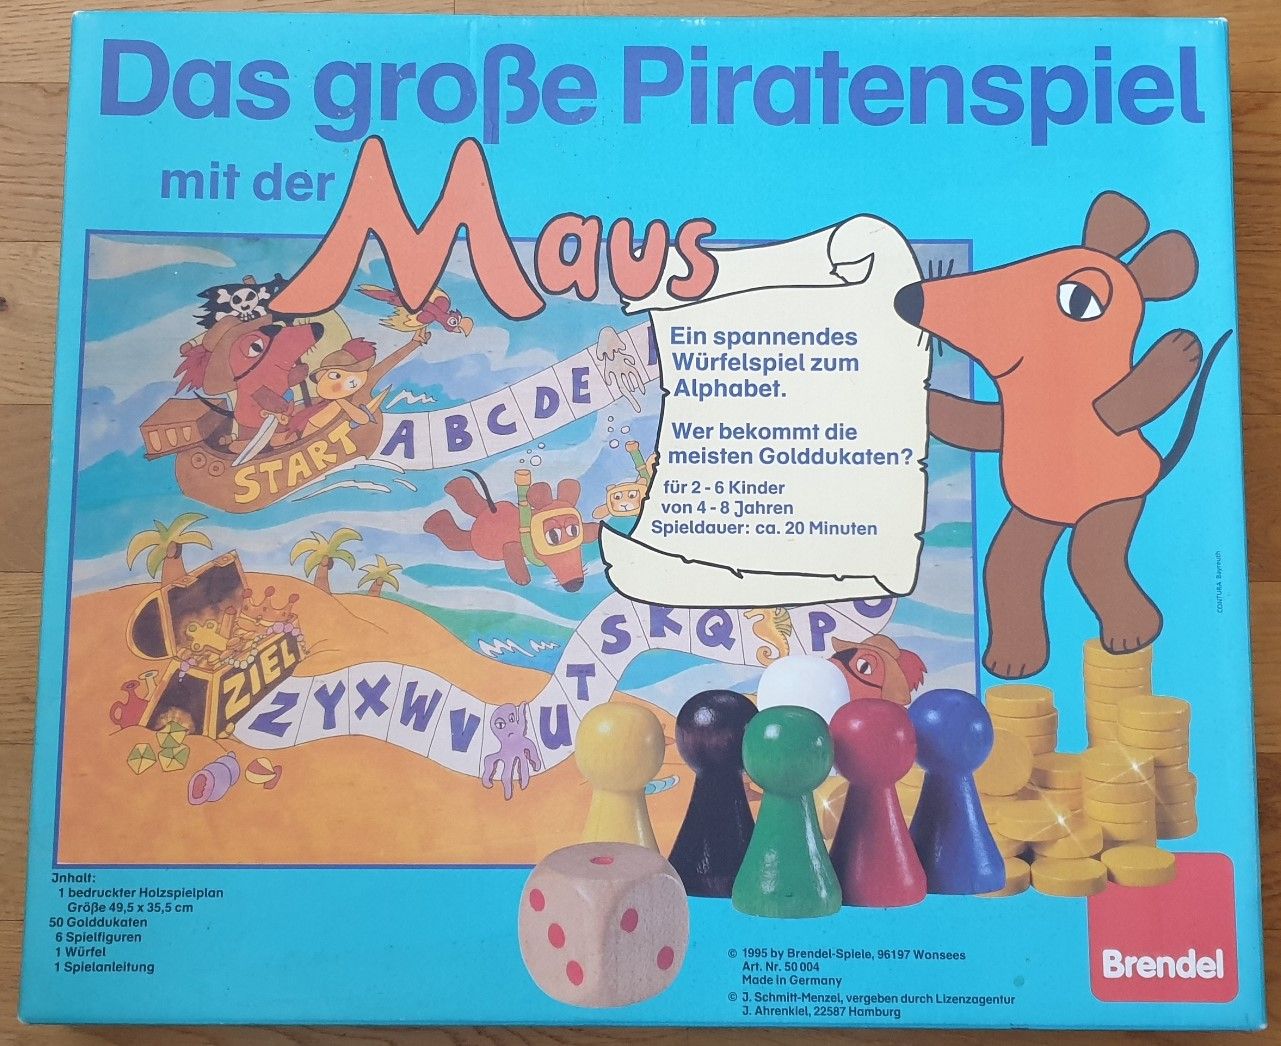 Das große Piratenspiel
mit der Maus
Ein spannendes
Würfelspiel zum
Alphabet.
Wer bekommt die
meisten Golddukaten?
für 2 - 6 Kinder
von 4 - 8 Jahren
Spieldauer: ca. 20 Minuten
START
A B C D E
S R Q P O
T
ZIEL
Z Y X W V U
CONTURA Bayreuth
Jnhalt:
1 bedruckter Holzspielplan
Größe 49,5 x 35,5 cm
50 Golddukaten
6 Spielfiguren
1 Würfel
1 Spielanleitung
© 1995 by Brendel-Spiele, 96197 Wonsees
Art. Nr. 50 004
Made in Germany
© J. Schmitt-Menzel, vergeben durch Lizenzagentur
J. Ahrenkiel, 22587 Hamburg
Brendel